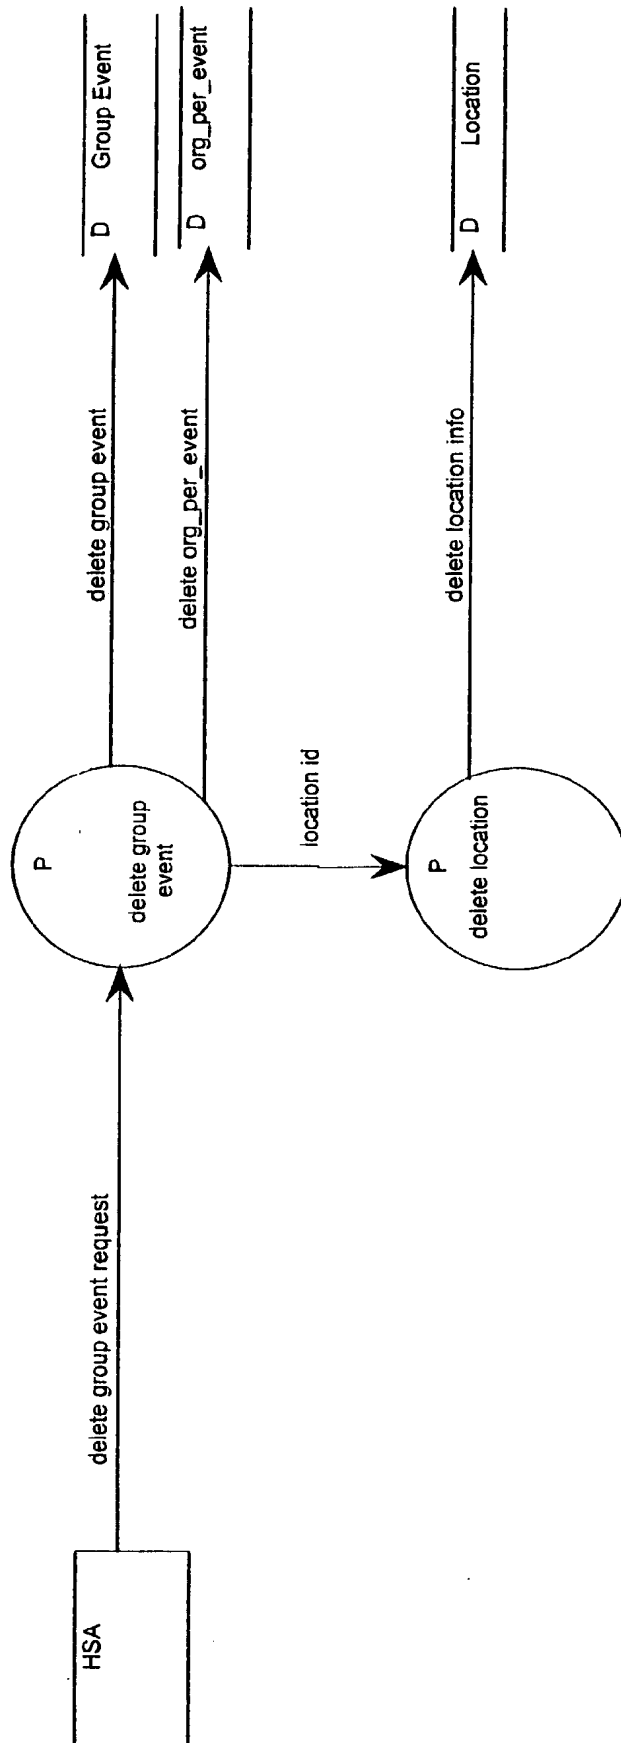 HSA
delete group event request
P
delete group
event
delete group event
D Group Event
delete org_per_event
D org_per_event
location id
P
delete location
delete location info
D Location